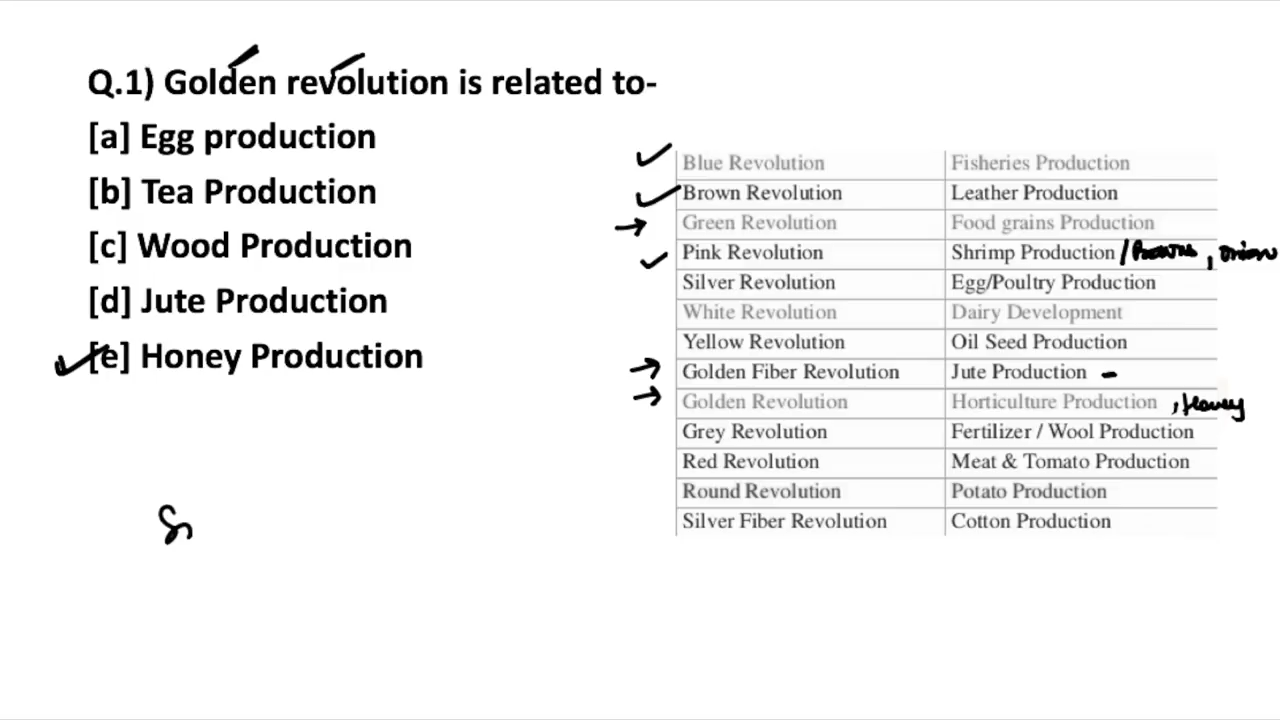 Q.1) Golden revolution is related to-
[a] Egg production
[b] Tea Production
[c] Wood Production
[d] Jute Production
[e] Honey Production
Blue Revolution Fisheries Production
Brown Revolution Leather Production
Green Revolution Food grains Production
Pink Revolution Shrimp Production / Prawns, onion
Silver Revolution Egg/Poultry Production
White Revolution Dairy Development
Yellow Revolution Oil Seed Production
Golden Fiber Revolution Jute Production -
Golden Revolution Horticulture Production , Honey
Grey Revolution Fertilizer / Wool Production
Red Revolution Meat & Tomato Production
Round Revolution Potato Production
Silver Fiber Revolution Cotton Production